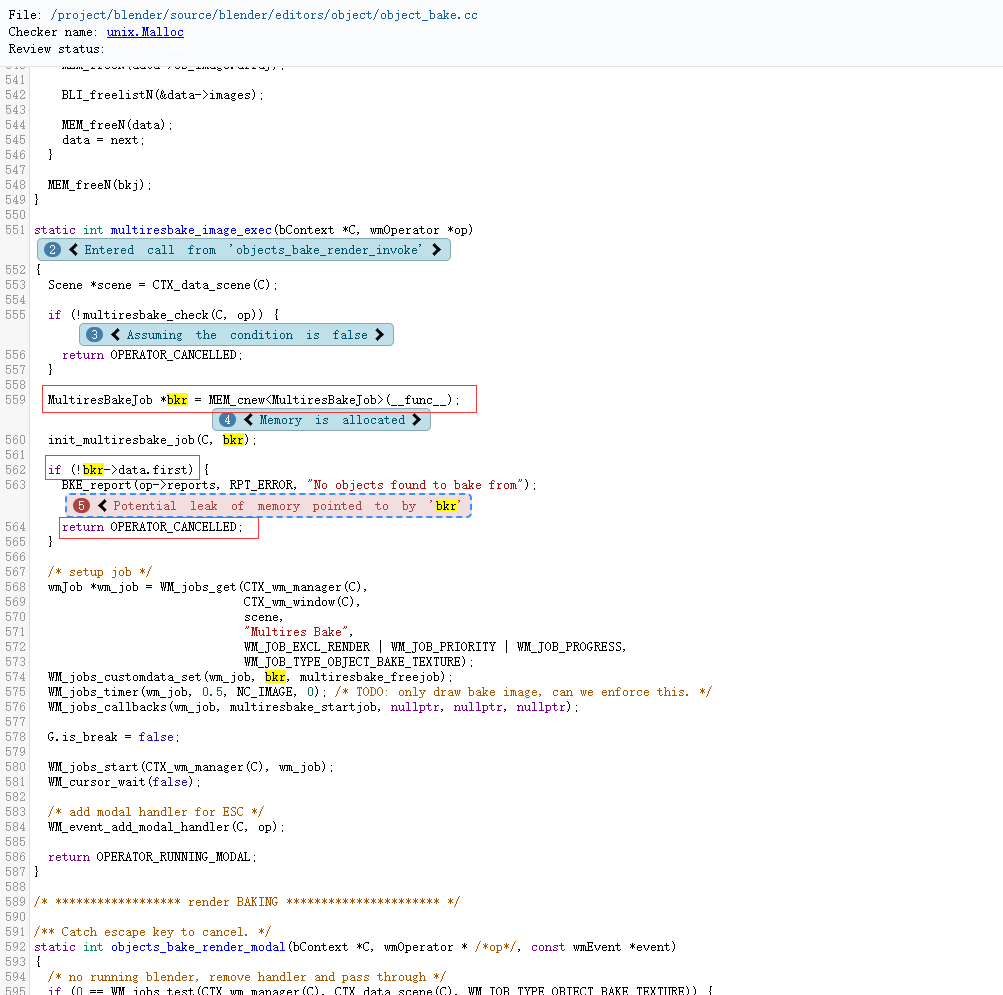 File: /project/blender/source/blender/editors/object/object_bake.cc
Checker name: unix.Malloc
Review status:
541
542 BLI_freelistN(&data->images);
543
544 MEM_freeN(data);
545 data = next;
546 }
547
548 MEM_freeN(bkj);
549 }
550
551 static int multiresbake_image_exec(bContext *C, wmOperator *op)
2 Entered call from 'objects_bake_render_invoke'
552 {
553 Scene *scene = CTX_data_scene(C);
554
555 if (!multiresbake_check(C, op)) {
3 Assuming the condition is false
556 return OPERATOR_CANCELLED;
557 }
558
559 MultiresBakeJob *bkr = MEM_cnew<MultiresBakeJob>(__func__);
4 Memory is allocated
560 init_multiresbake_job(C, bkr);
561
562 if (!bkr->data.first) {
563 BKE_report(op->reports, RPT_ERROR, "No objects found to bake from");
5 Potential leak of memory pointed to by 'bkr'
564 return OPERATOR_CANCELLED;
565 }
566
567 /* setup job */
568 wmJob *wm_job = WM_jobs_get(CTX_wm_manager(C),
569 CTX_wm_window(C),
570 scene,
571 "Multires Bake",
572 WM_JOB_EXCL_RENDER | WM_JOB_PRIORITY | WM_JOB_PROGRESS,
573 WM_JOB_TYPE_OBJECT_BAKE_TEXTURE);
574 WM_jobs_customdata_set(wm_job, bkr, multiresbake_freejob);
575 WM_jobs_timer(wm_job, 0.5, NC_IMAGE, 0); /* TODO: only draw bake image, can we enforce this. */
576 WM_jobs_callbacks(wm_job, multiresbake_startjob, nullptr, nullptr, nullptr);
577
578 G.is_break = false;
579
580 WM_jobs_start(CTX_wm_manager(C), wm_job);
581 WM_cursor_wait(false);
582
583 /* add modal handler for ESC */
584 WM_event_add_modal_handler(C, op);
585
586 return OPERATOR_RUNNING_MODAL;
587 }
588
589 /* ****************** render BAKING ********************** */
590
591 /** Catch escape key to cancel. */
592 static int objects_bake_render_modal(bContext *C, wmOperator * /*op*/, const wmEvent *event)
593 {
594 /* no running blender, remove handler and pass through */
595 if (0 == WM_jobs_test(CTX_wm_manager(C), CTX_data_scene(C), WM_JOB_TYPE_OBJECT_BAKE_TEXTURE)) {